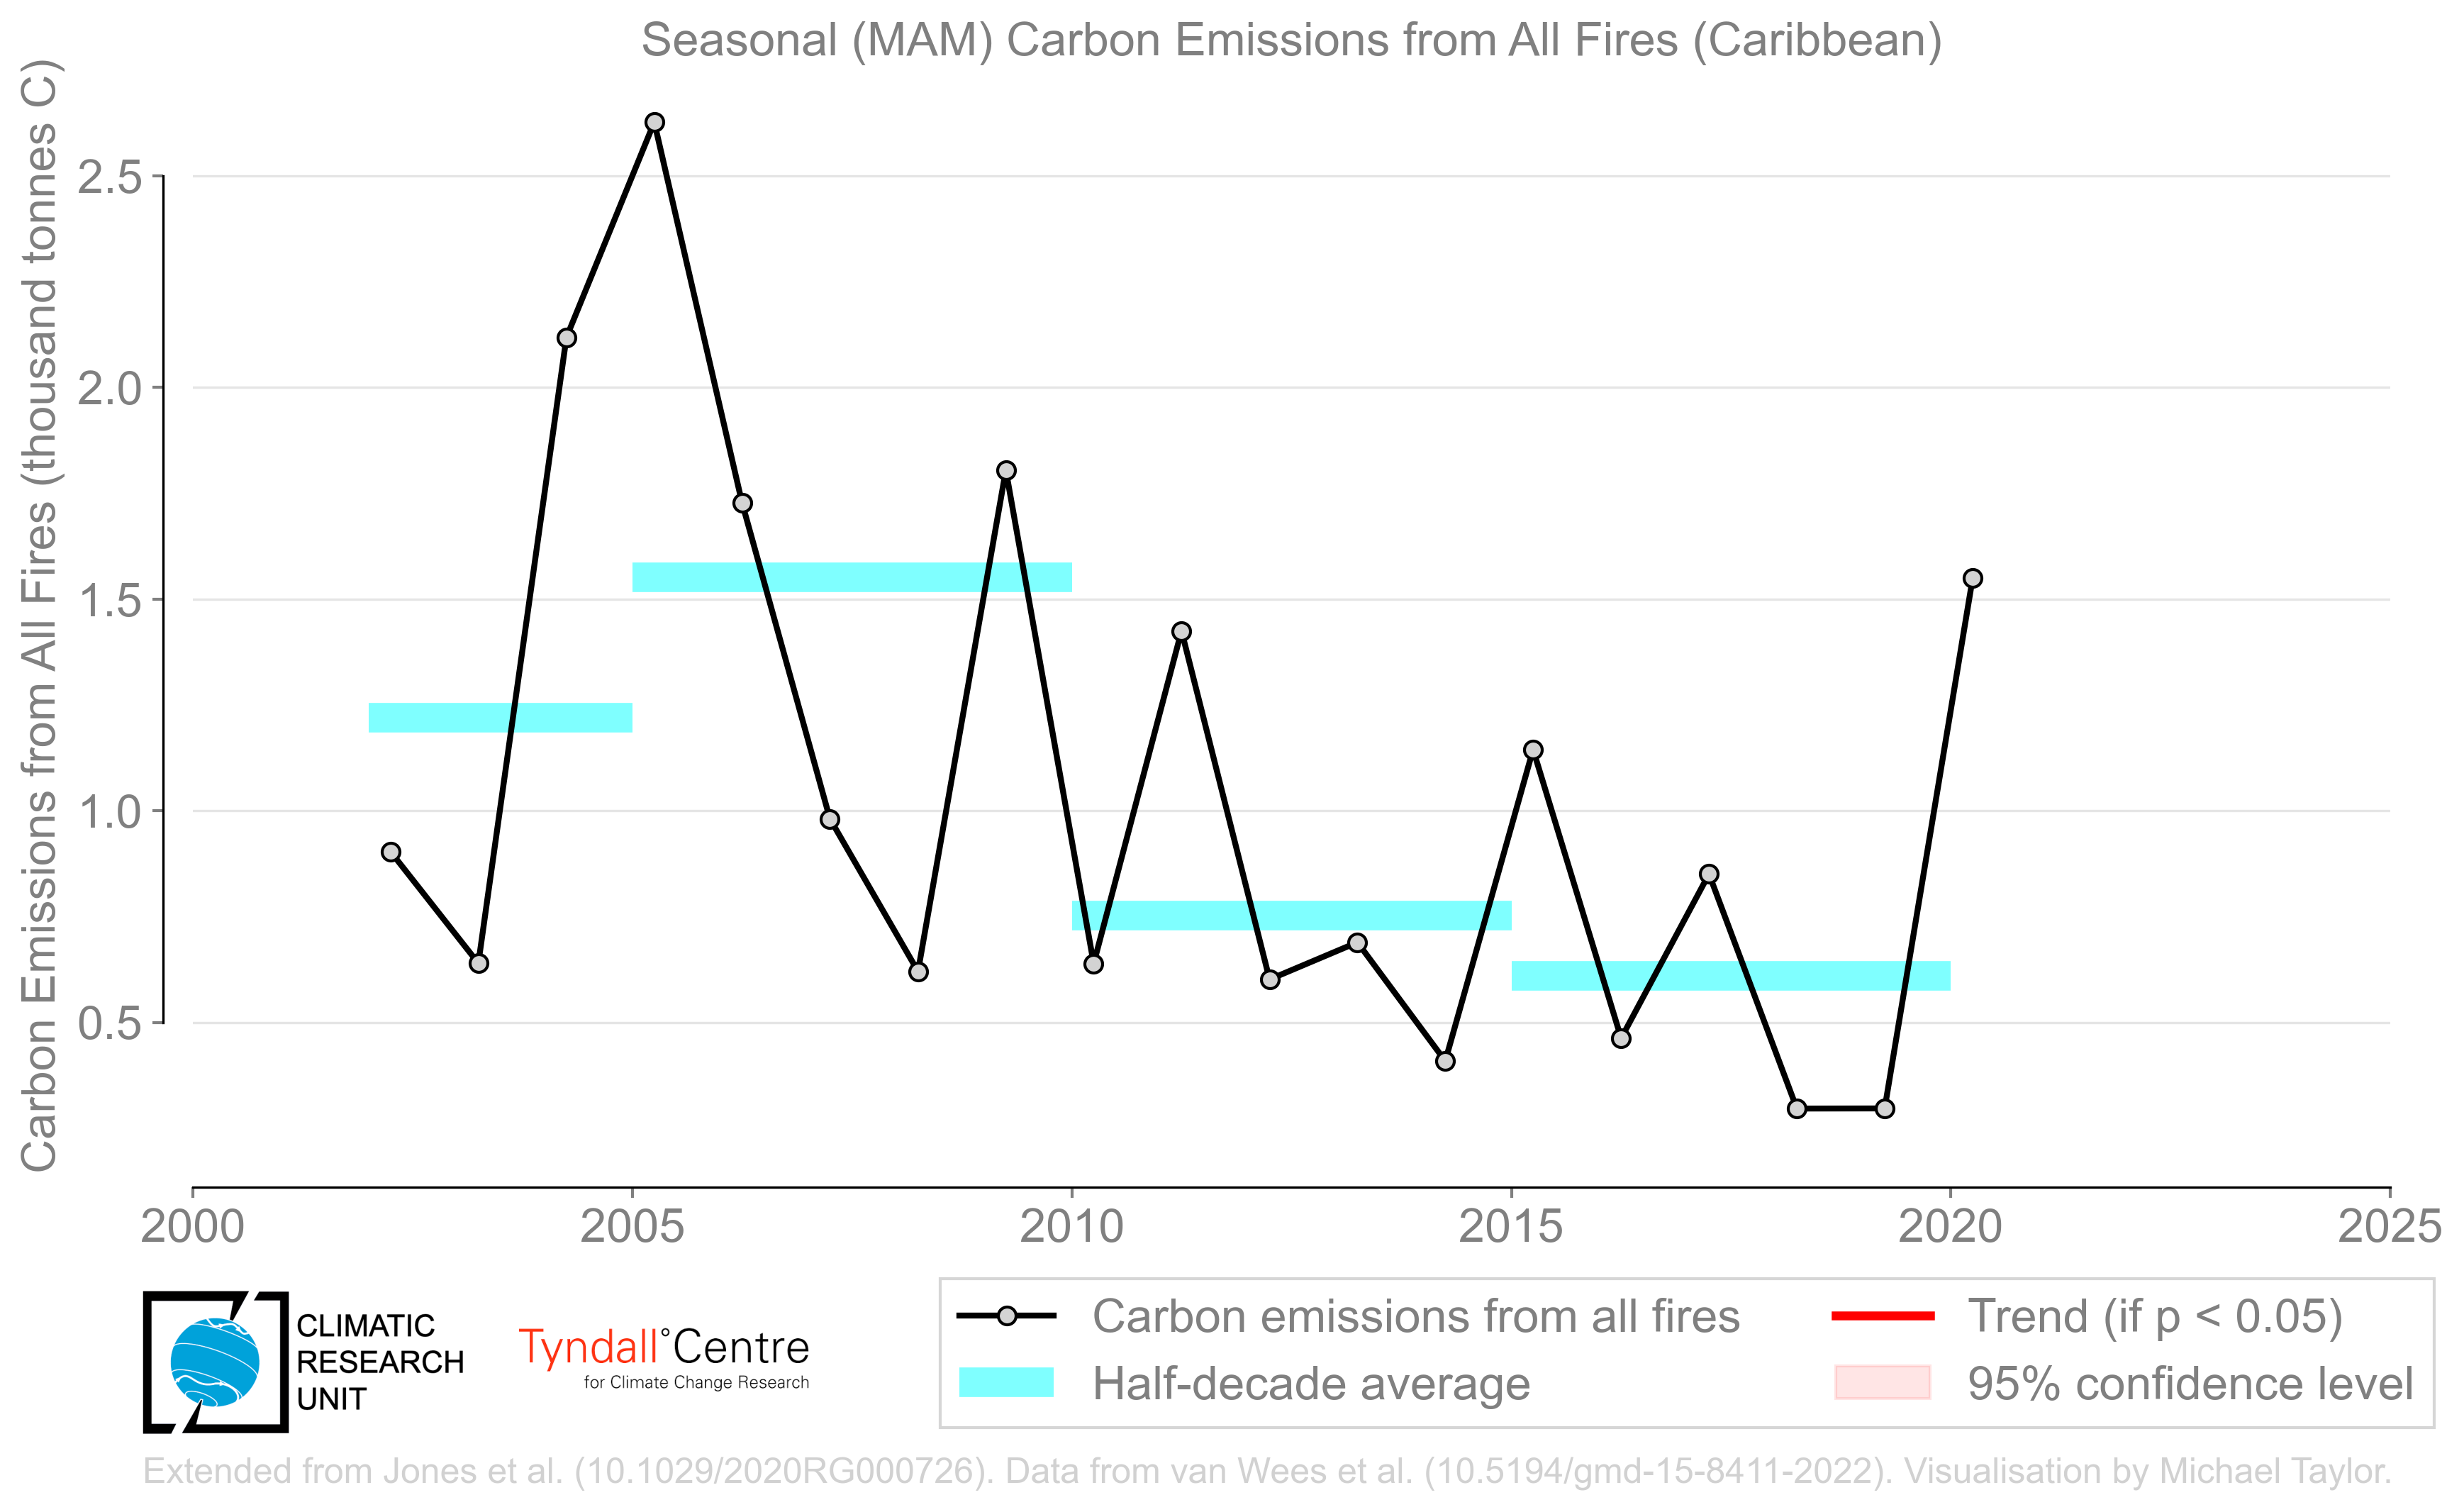 Seasonal (MAM) Carbon Emissions from All Fires (Caribbean)
Carbon Emissions from All Fires (thousand tonnes C)
2.5
2.0
1.5
1.0
0.5
2000 2005 2010 2015 2020 2025
CLIMATIC
RESEARCH
UNIT
Tyndall°Centre
for Climate Change Research
Carbon emissions from all fires
Half-decade average
Trend (if p < 0.05)
95% confidence level
Extended from Jones et al. (10.1029/2020RG000726). Data from van Wees et al. (10.5194/gmd-15-8411-2022). Visualisation by Michael Taylor.